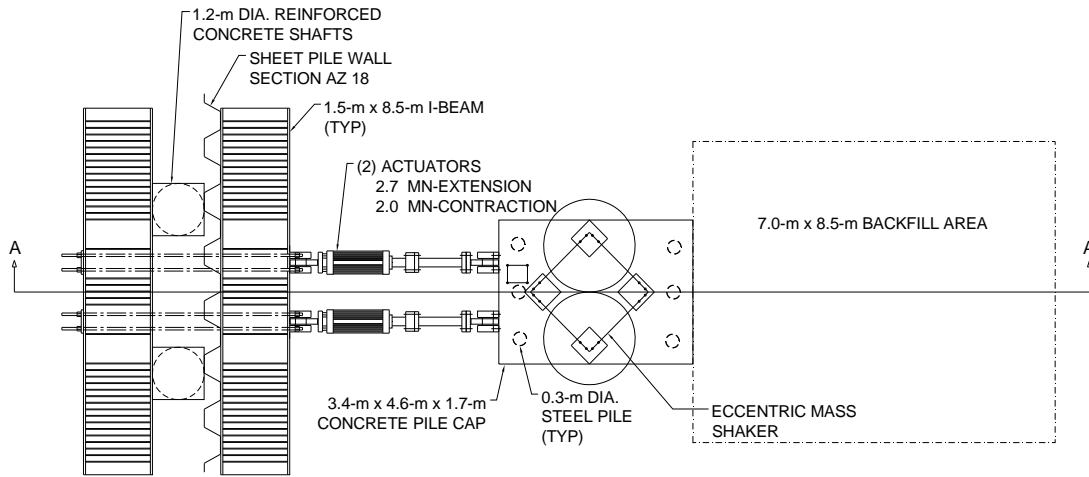 1.2-m DIA. REINFORCED
CONCRETE SHAFTS
SHEET PILE WALL
SECTION AZ 18
1.5-m x 8.5-m I-BEAM
(TYP)
(2) ACTUATORS
2.7 MN-EXTENSION
2.0 MN-CONTRACTION
7.0-m x 8.5-m BACKFILL AREA
A
A
3.4-m x 4.6-m x 1.7-m
CONCRETE PILE CAP
0.3-m DIA.
STEEL PILE
(TYP)
ECCENTRIC MASS
SHAKER